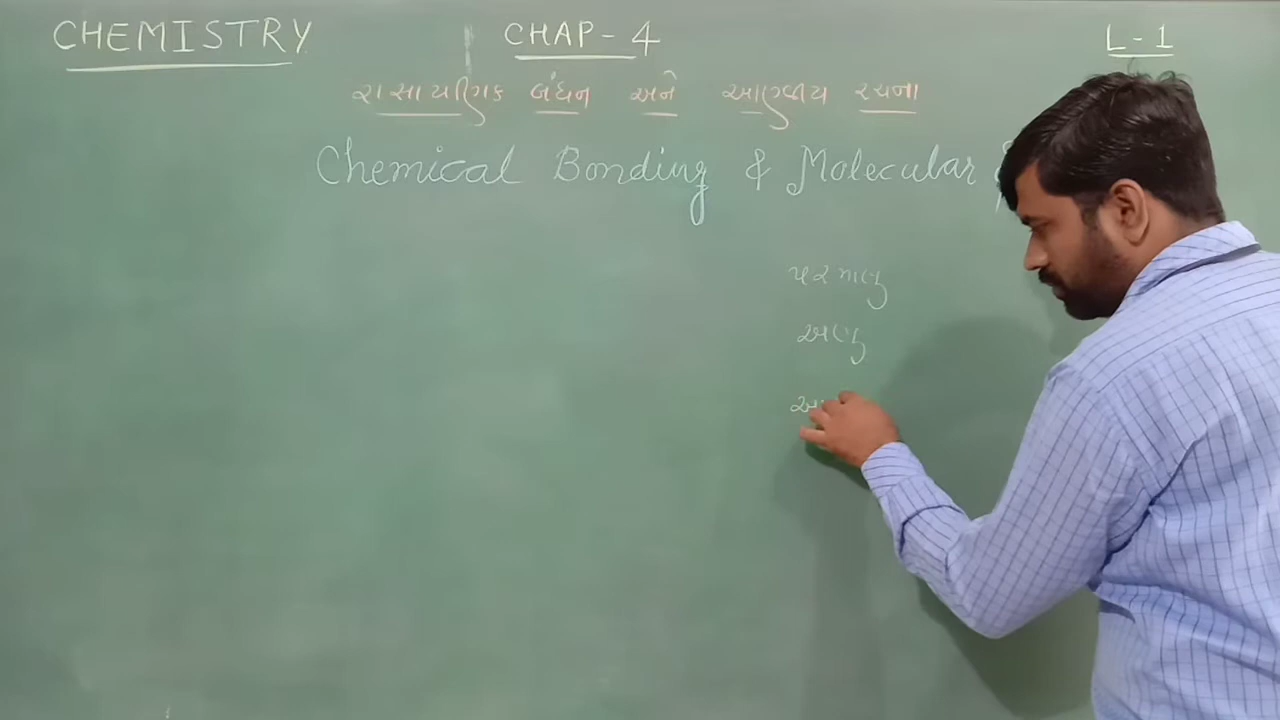 CHEMISTRY CHAP - 4 L - 1
રાસાયણિક બંધન અને આણ્વીય રચના
Chemical Bonding & Molecular
પરમાણુ
અણુ